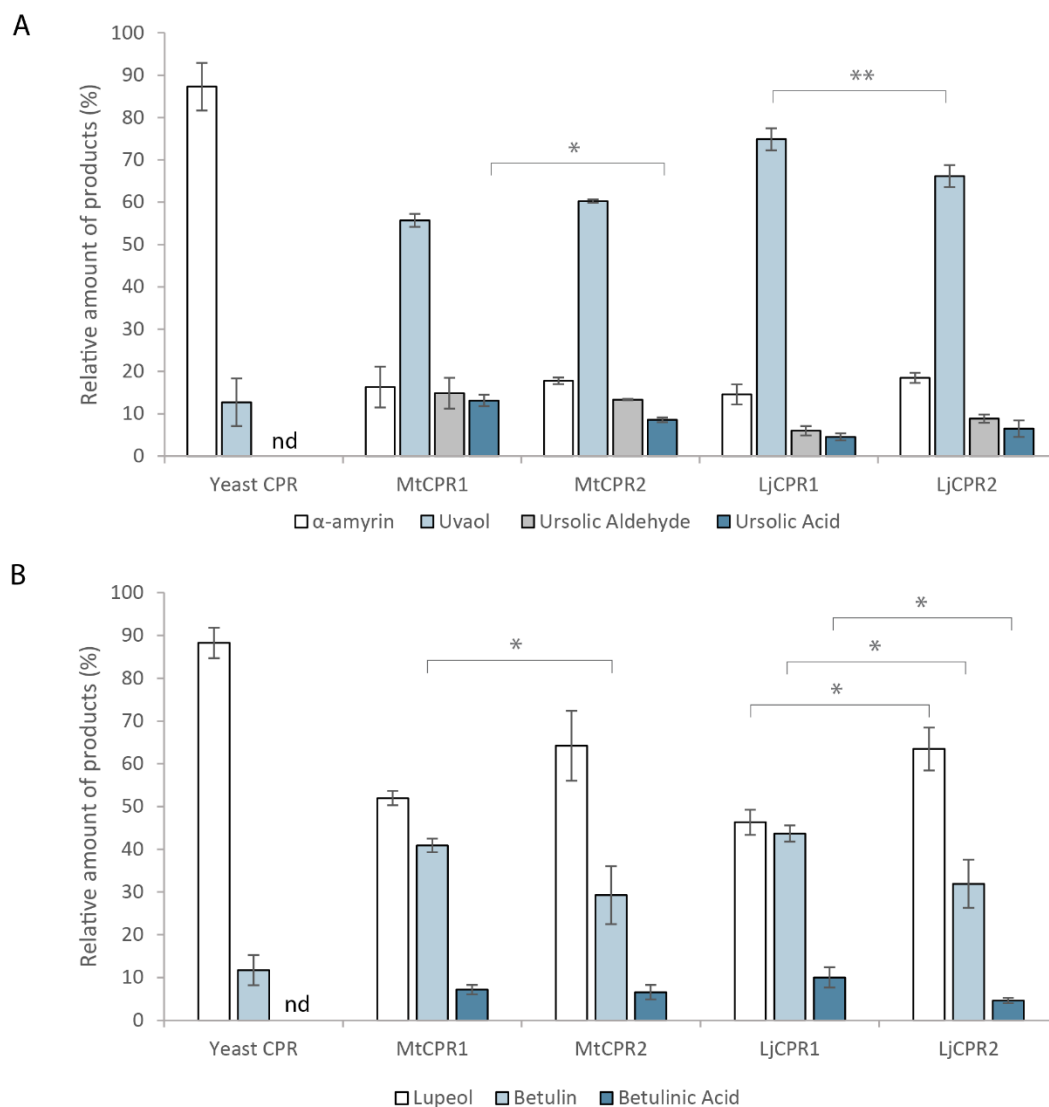 A
Relative amount of products (%)
100
90
80
70
60
50
40
30
20
10
0
**
*
nd
Yeast CPR MtCPR1 MtCPR2 LjCPR1 LjCPR2
α-amyrin Uvaol Ursolic Aldehyde Ursolic Acid
B
Relative amount of products (%)
100
90
80
70
60
50
40
30
20
10
0
*
*
*
*
nd
Yeast CPR MtCPR1 MtCPR2 LjCPR1 LjCPR2
Lupeol Betulin Betulinic Acid